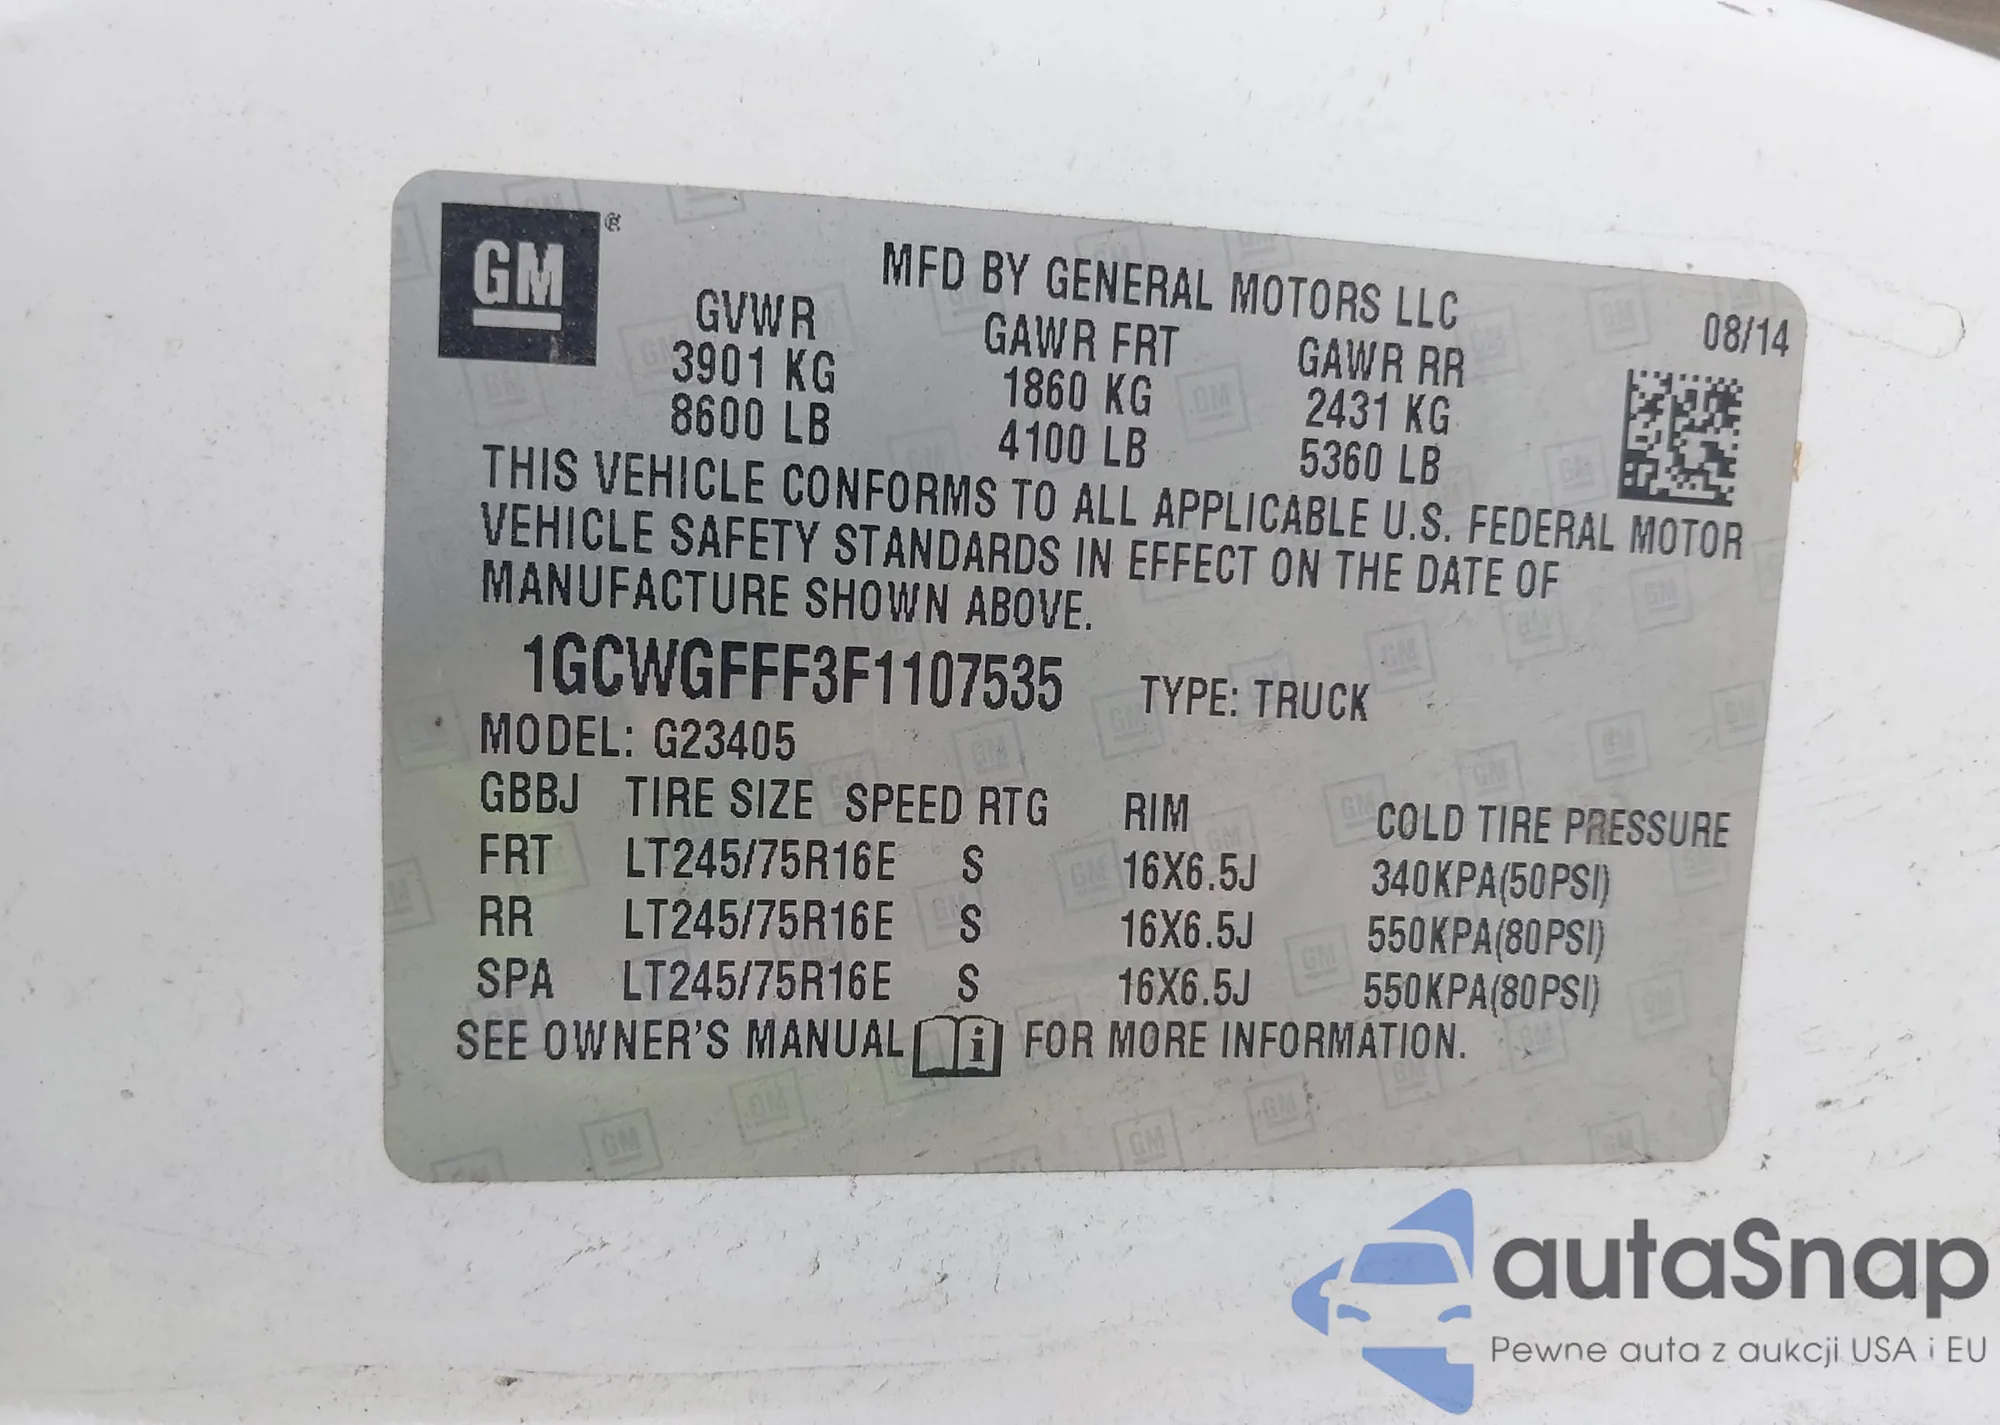 GM®
MFD BY GENERAL MOTORS LLC
08/14
GVWR GAWR FRT GAWR RR
3901 KG 1860 KG 2431 KG
8600 LB 4100 LB 5360 LB
THIS VEHICLE CONFORMS TO ALL APPLICABLE U.S. FEDERAL MOTOR
VEHICLE SAFETY STANDARDS IN EFFECT ON THE DATE OF
MANUFACTURE SHOWN ABOVE.
1GCWGFFF3F1107535 TYPE: TRUCK
MODEL: G23405
GBBJ TIRE SIZE SPEED RTG RIM COLD TIRE PRESSURE
FRT LT245/75R16E S 16X6.5J 340KPA(50PSI)
RR LT245/75R16E S 16X6.5J 550KPA(80PSI)
SPA LT245/75R16E S 16X6.5J 550KPA(80PSI)
SEE OWNER'S MANUAL i FOR MORE INFORMATION.
autaSnap
Pewne auta z aukcji USA i EU